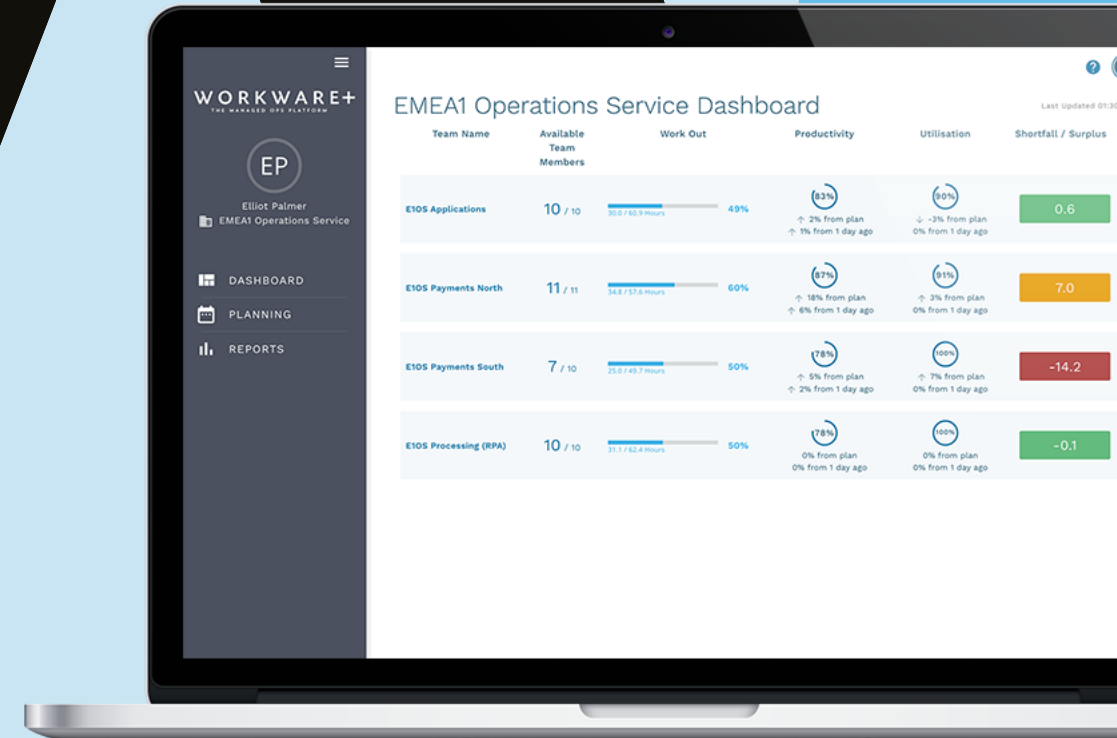 WORKWARE+
THE MANAGED OPS PLATFORM
EP
Elliot Palmer
EMEA1 Operations Service
DASHBOARD
PLANNING
REPORTS
?
EMEA1 Operations Service Dashboard
Last Updated 01:30
Team Name Available Team Members Work Out Productivity Utilisation Shortfall / Surplus
E1OS Applications 10 / 10 30.0 / 60.9 Hours 49% 83% 90% 0.6
↑ 2% from plan ↓ -3% from plan
↑ 1% from 1 day ago 0% from 1 day ago
E1OS Payments North 11 / 11 34.8 / 57.6 Hours 60% 87% 91% 7.0
↑ 18% from plan ↑ 3% from plan
↑ 6% from 1 day ago 0% from 1 day ago
E1OS Payments South 7 / 10 25.0 / 49.7 Hours 50% 78% 100% -14.2
↑ 5% from plan ↑ 7% from plan
↑ 2% from 1 day ago 0% from 1 day ago
E1OS Processing (RPA) 10 / 10 31.1 / 62.4 Hours 50% 78% 100% -0.1
0% from plan 0% from plan
0% from 1 day ago 0% from 1 day ago